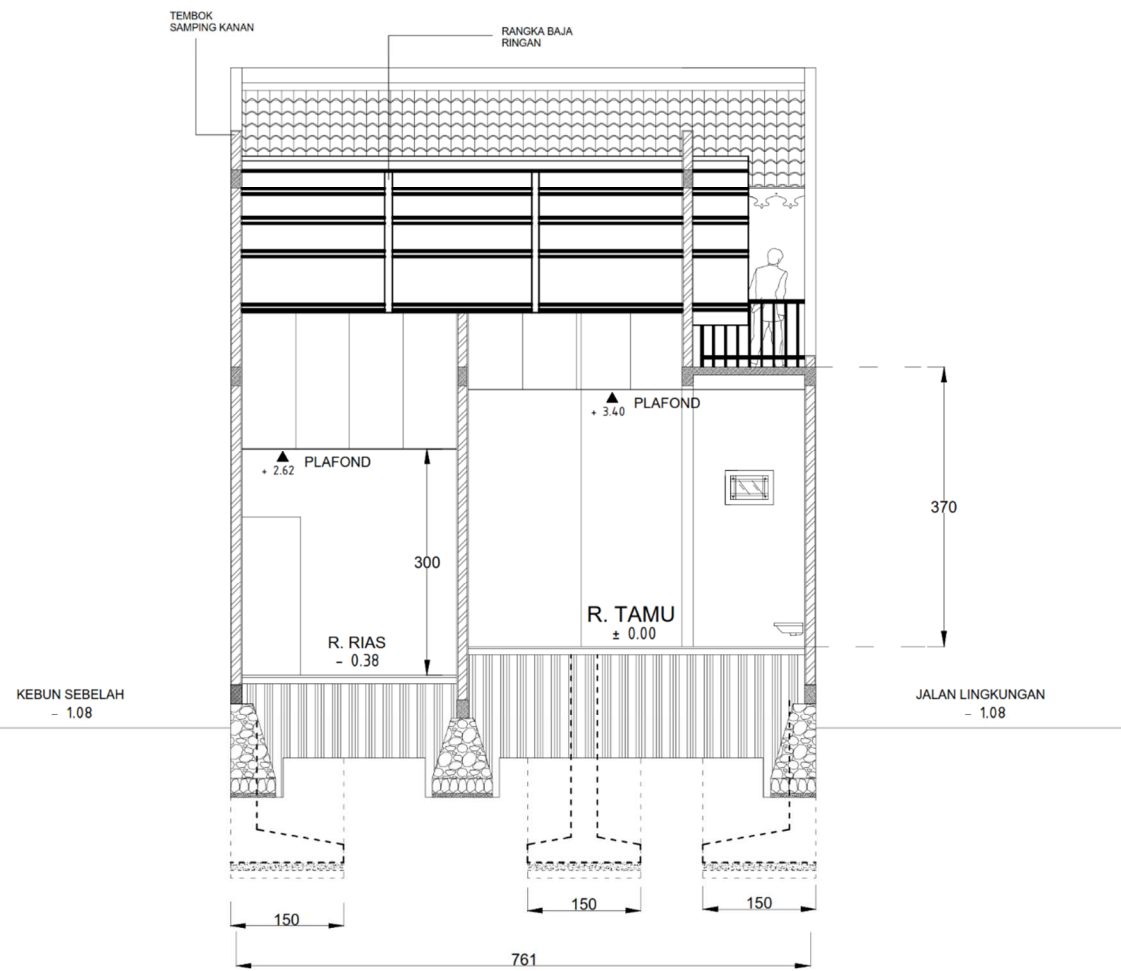 TEMBOK
SAMPING KANAN
RANGKA BAJA
RINGAN
PLAFOND
+ 3.40
PLAFOND
+ 2.62
370
300
R. TAMU
± 0.00
R. RIAS
- 0.38
KEBUN SEBELAH
- 1.08
JALAN LINGKUNGAN
- 1.08
150
150
150
761